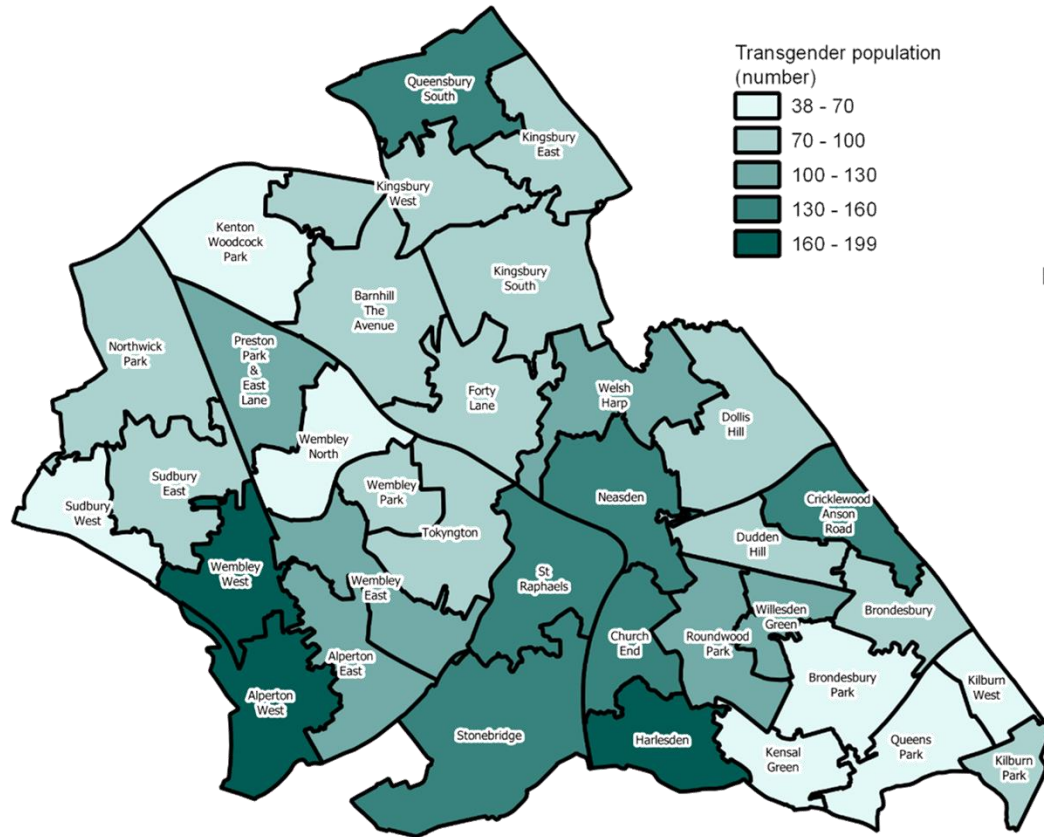 Transgender population
(number)
38 - 70
70 - 100
100 - 130
130 - 160
160 - 199
Queensbury
South
Kingsbury
East
Kingsbury
West
Kenton
Woodcock
Park
Kingsbury
South
Barnhill
The
Avenue
Northwick
Park
Preston
Park
&
East
Lane
Forty
Lane
Welsh
Harp
Dollis
Hill
Wembley
North
Sudbury
East
Wembley
Park
Neasden
Sudbury
West
Cricklewood
Anson
Road
Tokyngton
Dudden
Hill
Wembley
West
Wembley
East
St
Raphaels
Willesden
Green
Brondesbury
Church
End
Roundwood
Park
Alperton
East
Brondesbury
Park
Kilburn
West
Alperton
West
Stonebridge
Harlesden
Kensal
Green
Queens
Park
Kilburn
Park